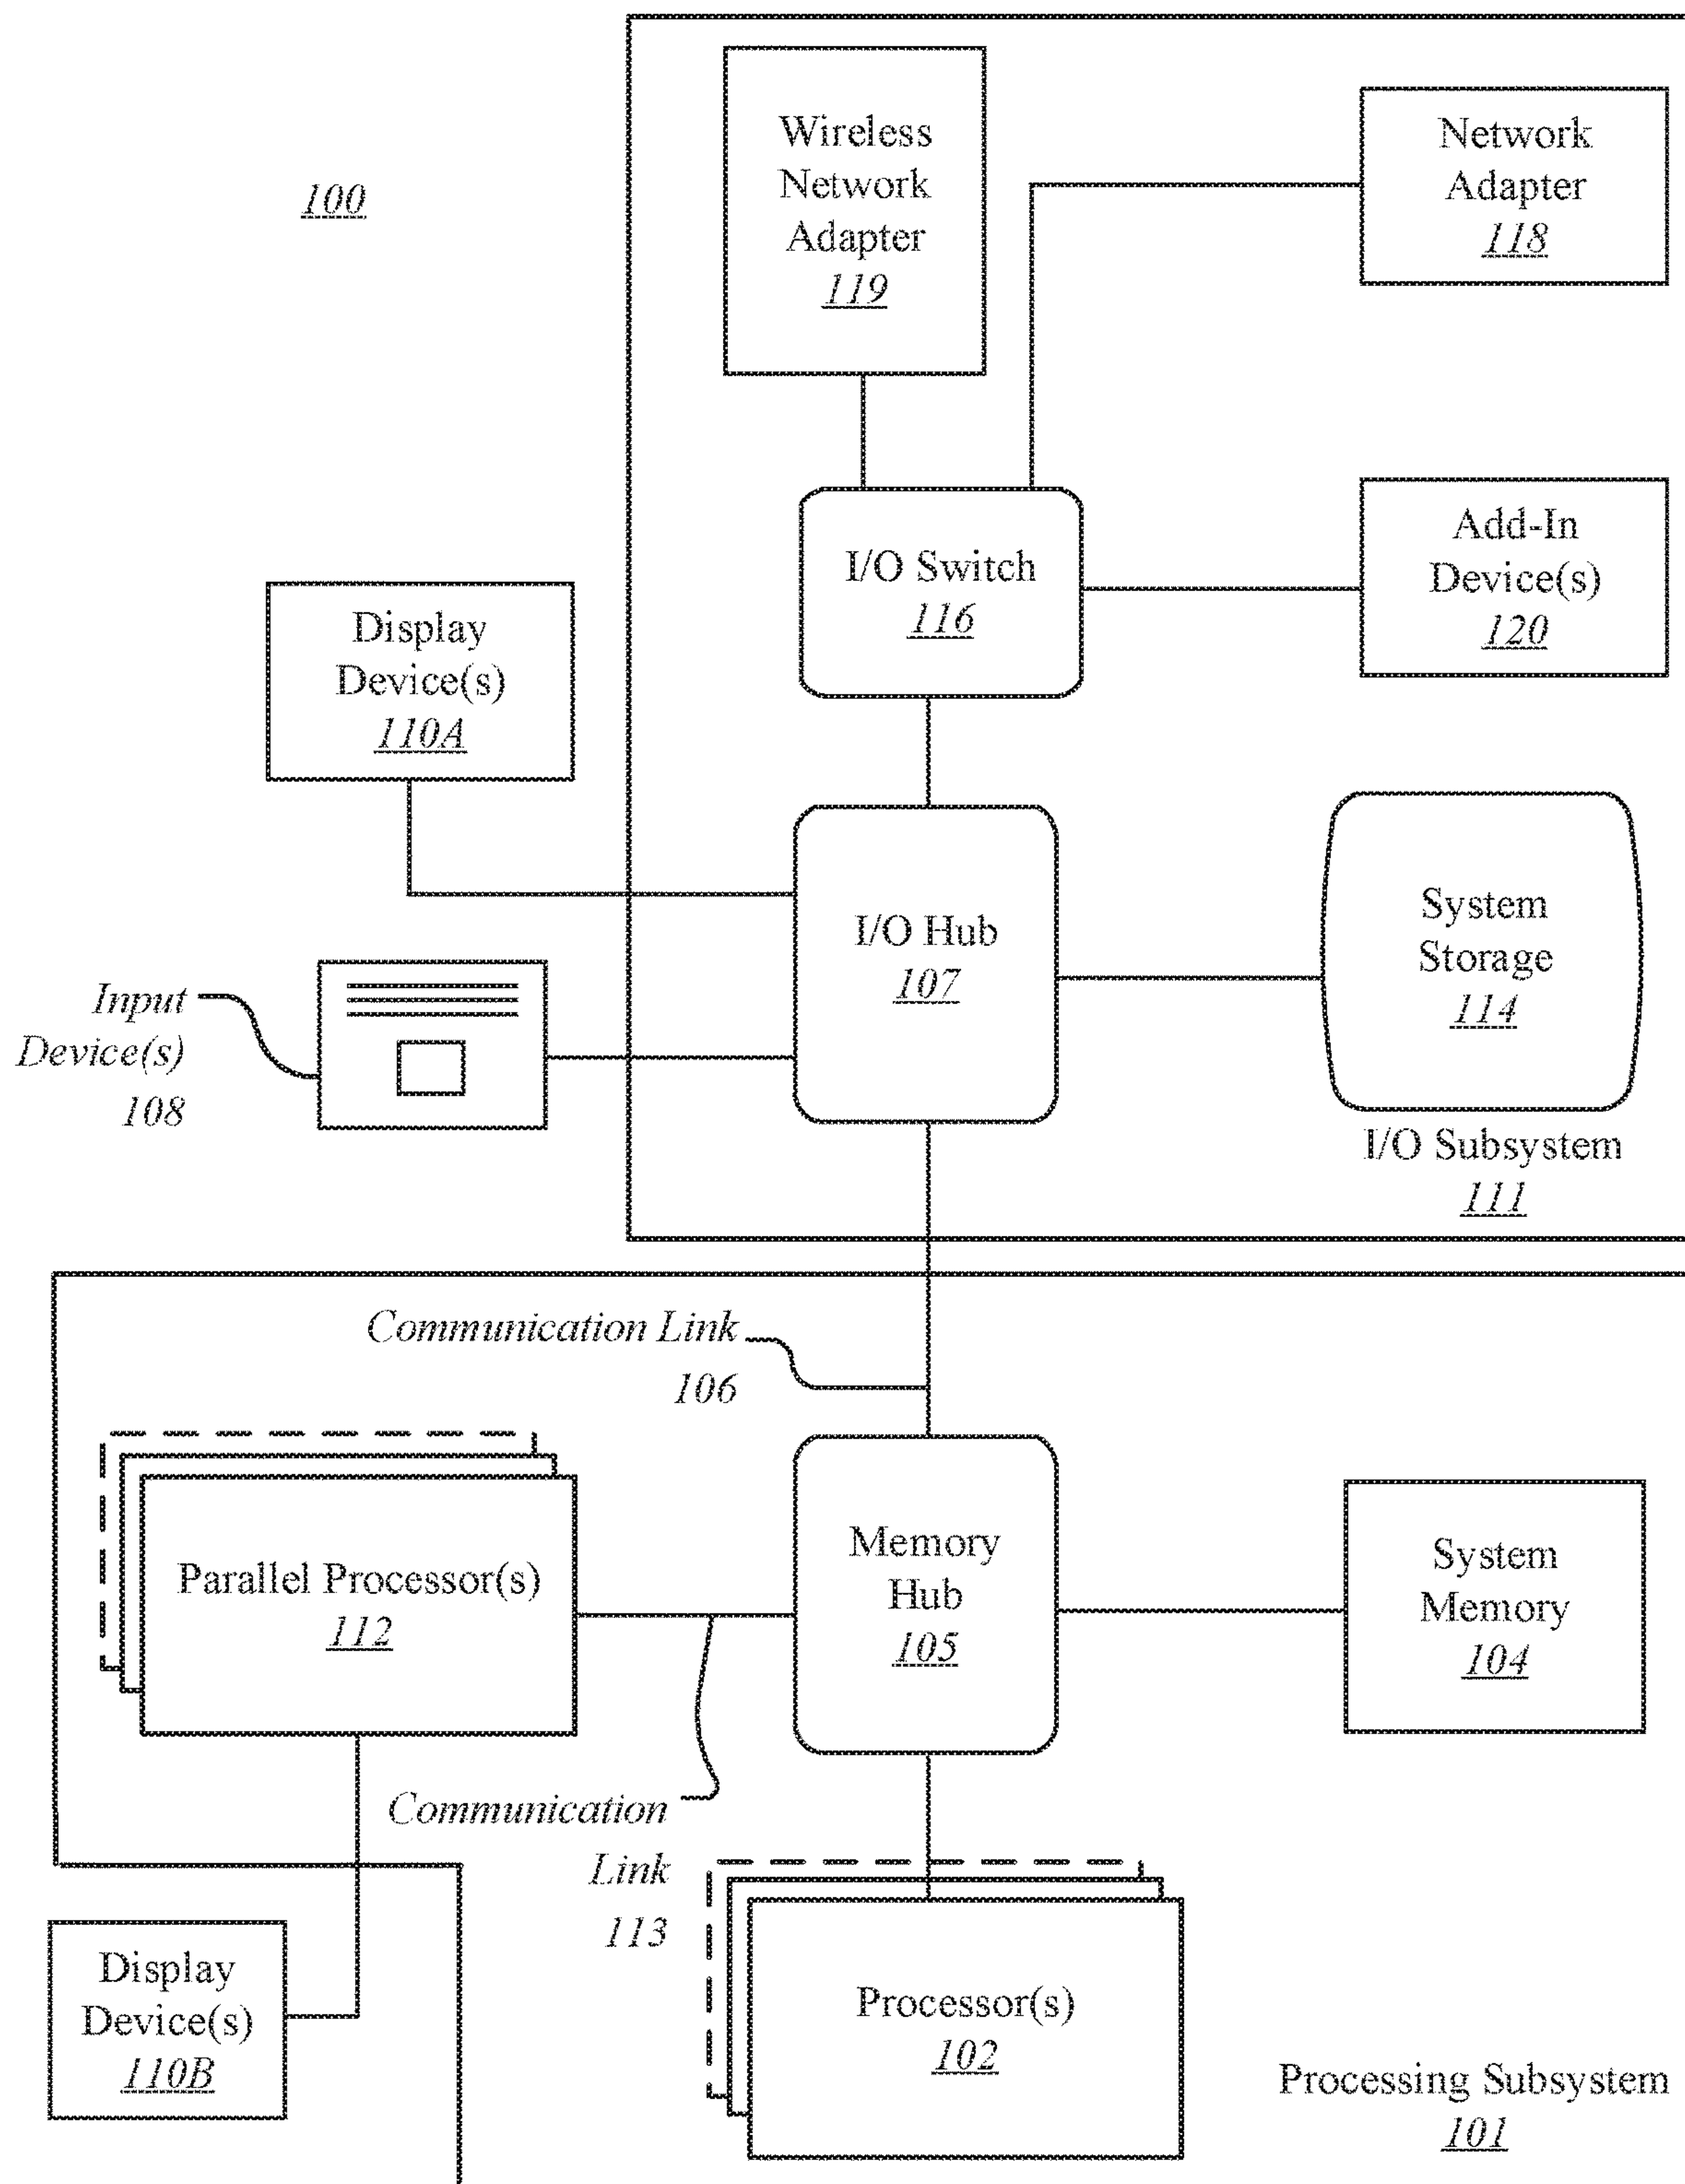 100
Wireless
Network
Adapter
119
Network
Adapter
118
I/O Switch
116
Add-In
Device(s)
120
Display
Device(s)
110A
I/O Hub
107
System
Storage
114
Input
Device(s)
108
I/O Subsystem
111
Communication Link
106
Parallel Processor(s)
112
Memory
Hub
105
System
Memory
104
Communication
Link
113
Display
Device(s)
110B
Processor(s)
102
Processing Subsystem
101